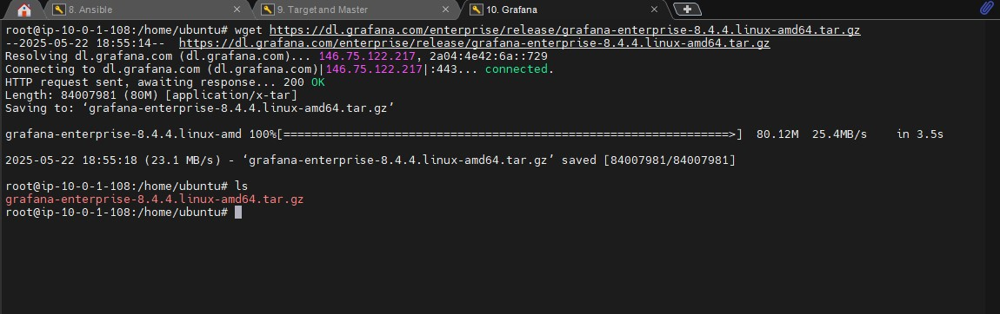 8. Ansible
9. Target and Master
10. Grafana
root@ip-10-0-1-108:/home/ubuntu# wget https://dl.grafana.com/enterprise/release/grafana-enterprise-8.4.4.linux-amd64.tar.gz
--2025-05-22 18:55:14--  https://dl.grafana.com/enterprise/release/grafana-enterprise-8.4.4.linux-amd64.tar.gz
Resolving dl.grafana.com (dl.grafana.com)... 146.75.122.217, 2a04:4e42:6a::729
Connecting to dl.grafana.com (dl.grafana.com)|146.75.122.217|:443... connected.
HTTP request sent, awaiting response... 200 OK
Length: 84007981 (80M) [application/x-tar]
Saving to: ‘grafana-enterprise-8.4.4.linux-amd64.tar.gz’
grafana-enterprise-8.4.4.linux-amd 100%[================================================================>]  80.12M  25.4MB/s    in 3.5s
2025-05-22 18:55:18 (23.1 MB/s) - ‘grafana-enterprise-8.4.4.linux-amd64.tar.gz’ saved [84007981/84007981]
root@ip-10-0-1-108:/home/ubuntu# ls
grafana-enterprise-8.4.4.linux-amd64.tar.gz
root@ip-10-0-1-108:/home/ubuntu#